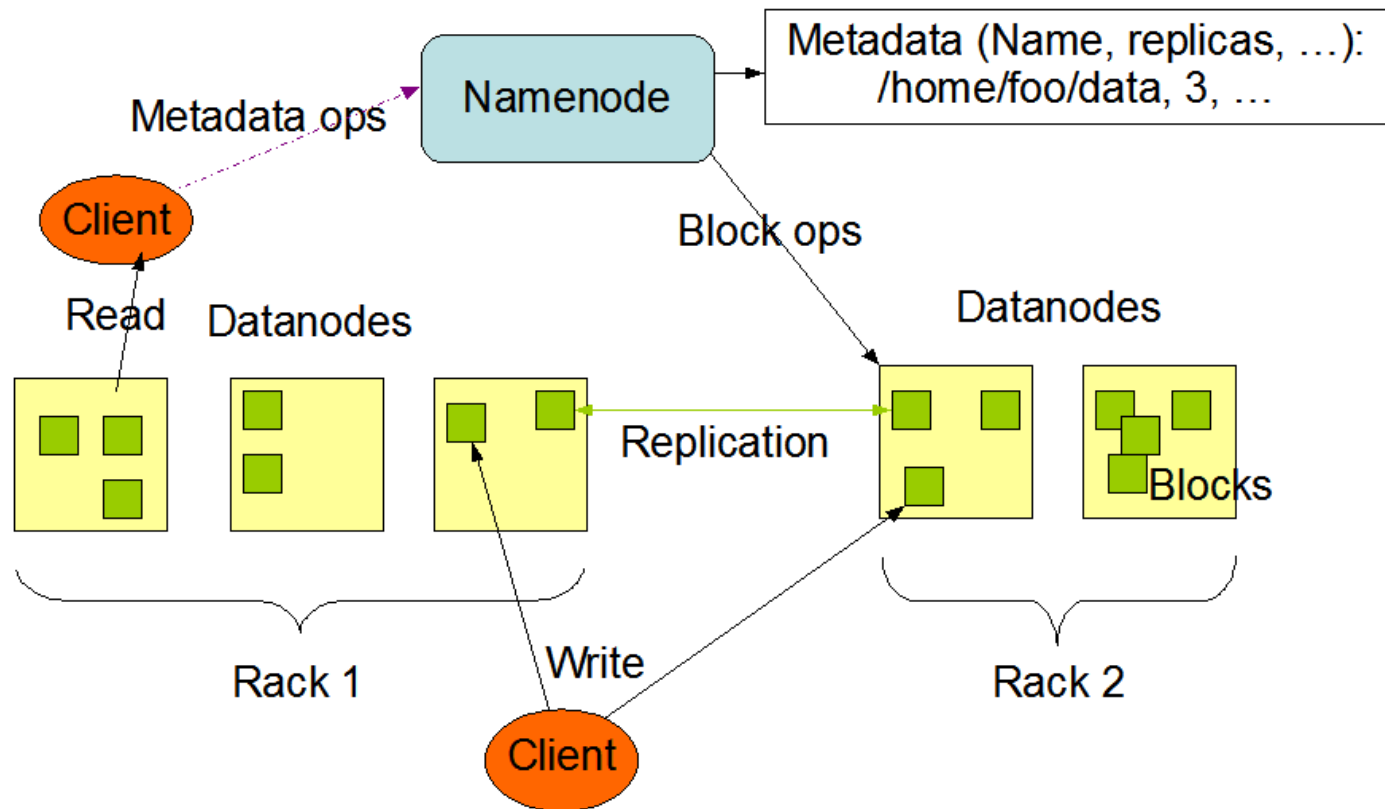 Metadata (Name, replicas, …):
/home/foo/data, 3, …
Namenode
Metadata ops
Client
Block ops
Read
Datanodes
Datanodes
Replication
Blocks
Rack 1
Write
Rack 2
Client